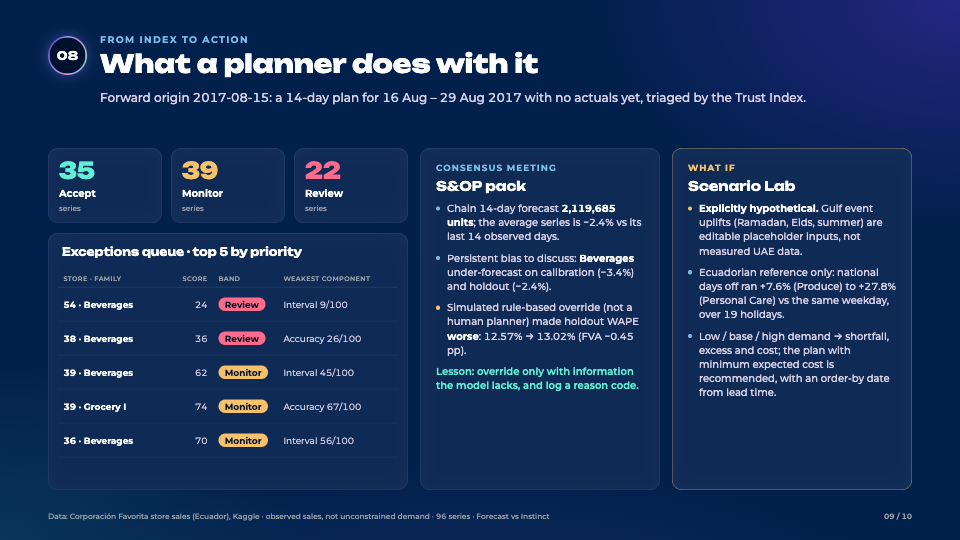 08
FROM INDEX TO ACTION
What a planner does with it
Forward origin 2017-08-15: a 14-day plan for 16 Aug – 29 Aug 2017 with no actuals yet, triaged by the Trust Index.
35
Accept
series
39
Monitor
series
22
Review
series
Exceptions queue · top 5 by priority
STORE · FAMILY SCORE BAND WEAKEST COMPONENT
54 · Beverages 24 Review Interval 9/100
38 · Beverages 36 Review Accuracy 26/100
39 · Beverages 62 Monitor Interval 45/100
39 · Grocery I 74 Monitor Accuracy 67/100
36 · Beverages 70 Monitor Interval 56/100
CONSENSUS MEETING
S&OP pack
• Chain 14-day forecast 2,119,685
units; the average series is −2.4% vs its
last 14 observed days.
• Persistent bias to discuss: Beverages
under-forecast on calibration (−3.4%)
and holdout (−2.4%).
• Simulated rule-based override (not a
human planner) made holdout WAPE
worse: 12.57% → 13.02% (FVA −0.45
pp).
Lesson: override only with information
the model lacks, and log a reason code.
WHAT IF
Scenario Lab
• Explicitly hypothetical. Gulf event
uplifts (Ramadan, Eids, summer) are
editable placeholder inputs, not
measured UAE data.
• Ecuadorian reference only: national
days off ran +7.6% (Produce) to +27.8%
(Personal Care) vs the same weekday,
over 19 holidays.
• Low / base / high demand → shortfall,
excess and cost; the plan with
minimum expected cost is
recommended, with an order-by date
from lead time.
Data: Corporación Favorita store sales (Ecuador), Kaggle · observed sales, not unconstrained demand · 96 series · Forecast vs Instinct
09 / 10